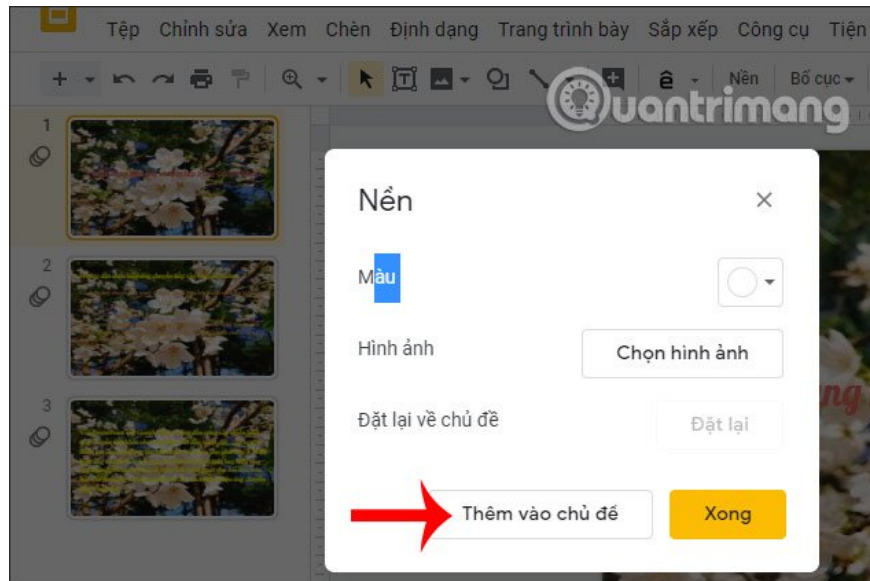 Tệp Chỉnh sửa Xem Chèn Định dạng Trang trình bày Sắp xếp Công cụ Tiện
Nền Bố cục
Quantrimang
1
2
3
Nền
Màu
Hình ảnh
Chọn hình ảnh
Đặt lại về chủ đề
Đặt lại
Thêm vào chủ đề
Xong
ng